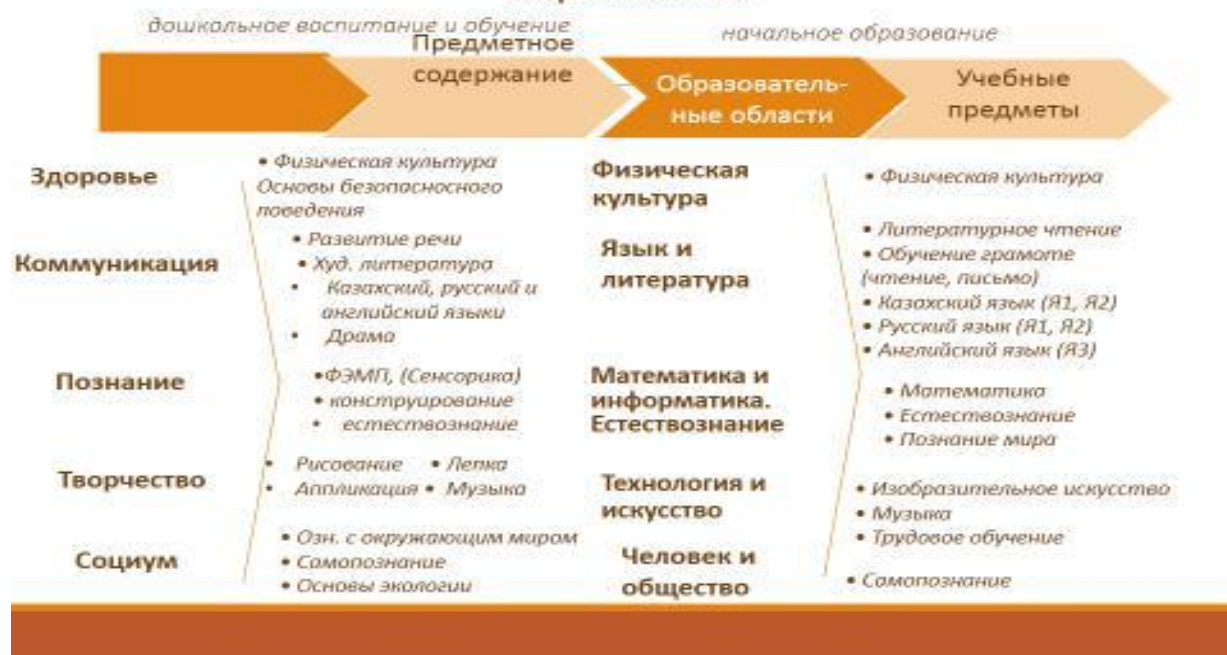 дошкольное воспитание и обучение
начальное образование
Предметное
содержание
Образователь-
ные области
Учебные
предметы
Здоровье
• Физическая культура
Основы безопасносного
поведения
Физическая
культура
• Физическая культура
Коммуникация
• Развитие речи
• Худ. литература
• Казахский, русский и
английский языки
• Драма
Язык и
литература
• Литературное чтение
• Обучение грамоте
(чтение, письмо)
• Казахский язык (Я1, Я2)
• Русский язык (Я1, Я2)
• Английский язык (Я3)
Познание
•ФЭМП, (Сенсорика)
• конструирование
• естествознание
Математика и
информатика.
Естествознание
• Математика
• Естествознание
• Познание мира
Творчество
• Рисование • Лепка
• Аппликация • Музыка
Технология и
искусство
• Изобразительное искусство
• Музыка
• Трудовое обучение
Социум
• Озн. с окружающим миром
• Самопознание
• Основы экологии
Человек и
общество
• Самопознание